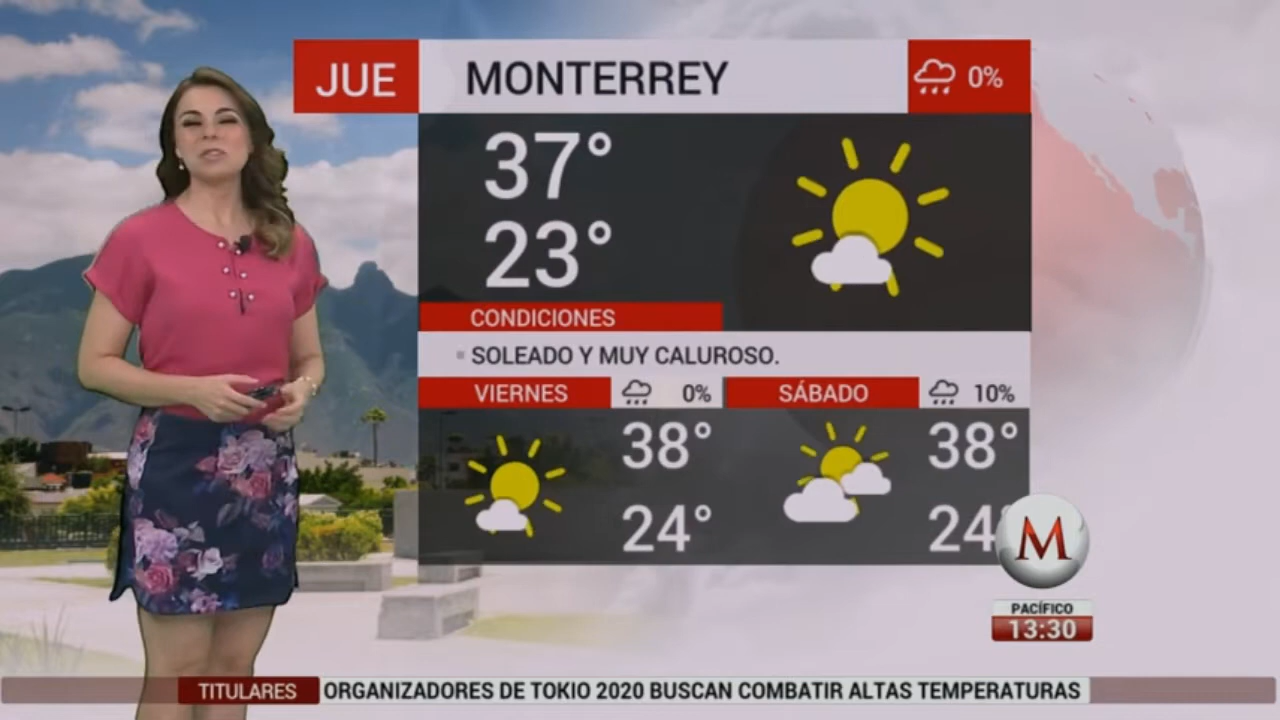 JUE
MONTERREY
0%
37°
23°
CONDICIONES
SOLEADO Y MUY CALUROSO.
VIERNES
0%
SÁBADO
10%
38°
24°
38°
24°
M
PACÍFICO
13:30
TITULARES
ORGANIZADORES DE TOKIO 2020 BUSCAN COMBATIR ALTAS TEMPERATURAS